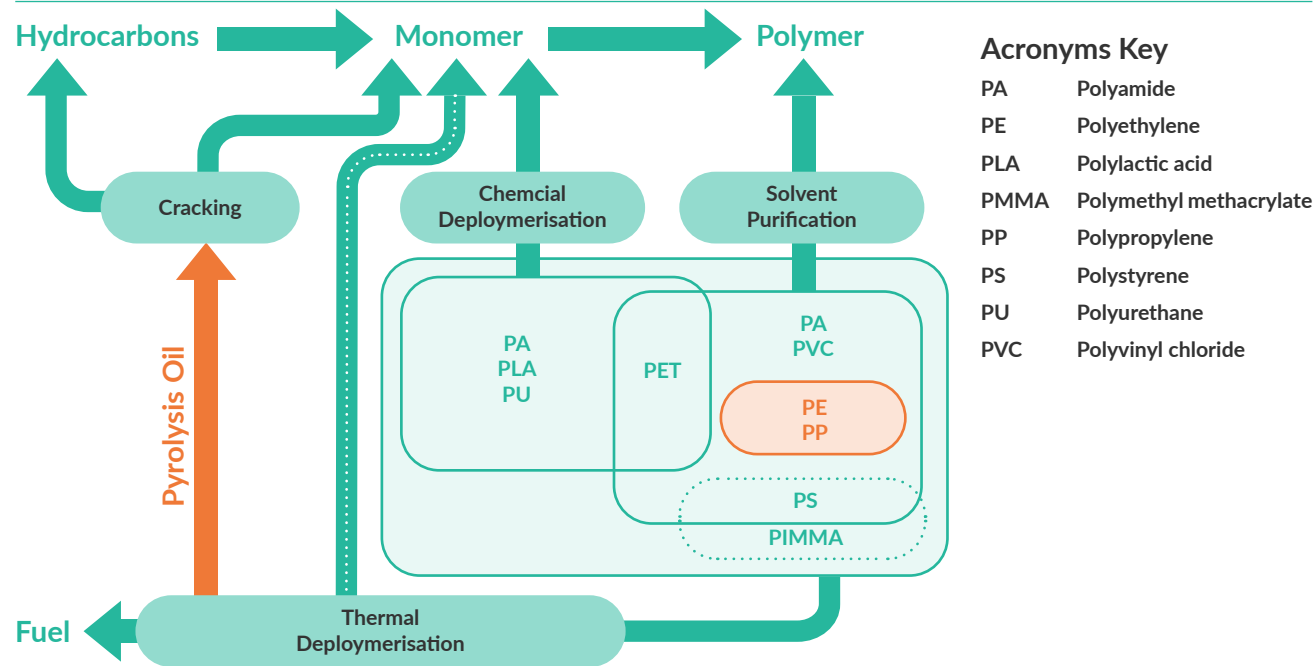 Hydrocarbons
Monomer
Polymer
Cracking
Chemcial
Deploymerisation
Solvent
Purification
Pyrolysis Oil
PA
PLA
PU
PET
PA
PVC
PE
PP
PS
PIMMA
Fuel
Thermal
Deploymerisation
Acronyms Key
PA Polyamide
PE Polyethylene
PLA Polylactic acid
PMMA Polymethyl methacrylate
PP Polypropylene
PS Polystyrene
PU Polyurethane
PVC Polyvinyl chloride